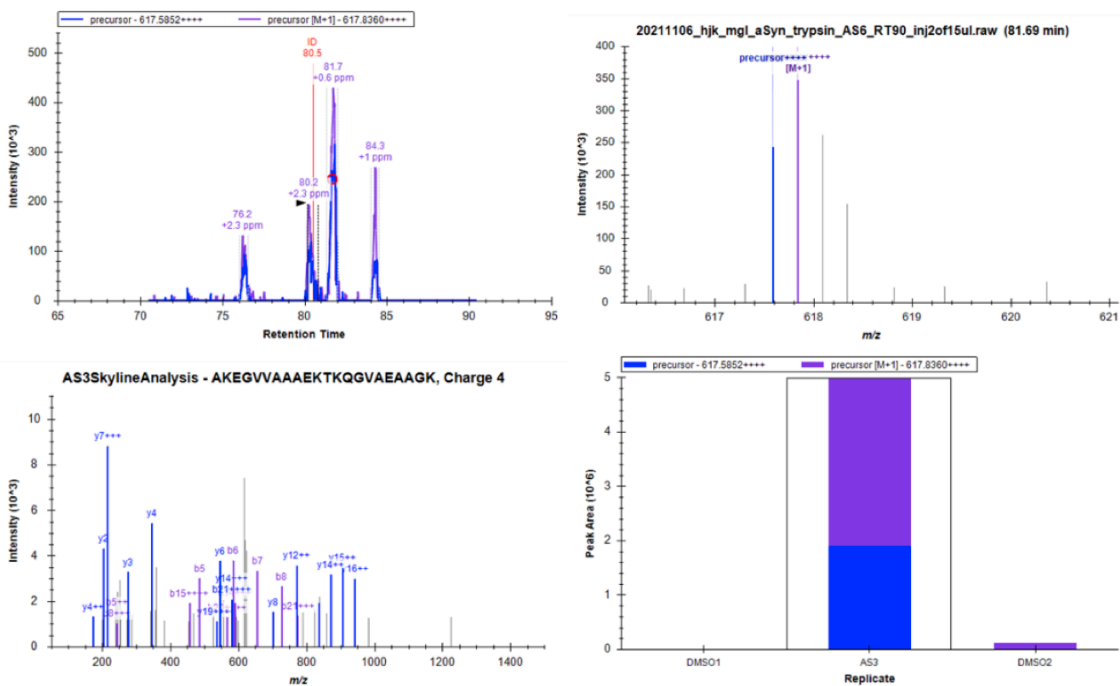 precursor - 617.5852++++ precursor [M+1] - 617.8360++++
ID
80.5
81.7
+0.6 ppm
84.3
+1 ppm
80.2
+2.3 ppm
76.2
+2.3 ppm
500
400
300
200
100
0
Intensity (10^3)
65 70 75 80 85 90 95
Retention Time
20211106_hjk_mgl_aSyn_trypsin_AS6_RT90_inj2of15ul.raw (81.69 min)
[M+1]
400
350
300
250
200
150
100
50
0
Intensity (10^3)
617 618 619 620 621
m/z
AS3SkylineAnalysis - AKEGVVAAAEKTKQGVAEAAGK, Charge 4
y7+++
y4
y2
y3
y4++
b5
b15++++
y6
b6
b7
b8
y8
y12++
y14++
y15++
16++
y14+++
b21++++
b21+++
10
8
6
4
2
0
Intensity (10^3)
200 400 600 800 1000 1200 1400
m/z
precursor - 617.5852++++ precursor [M+1] - 617.8360++++
5
4
3
2
1
0
Peak Area (10^6)
DMSO1 AS3 DMSO2
Replicate